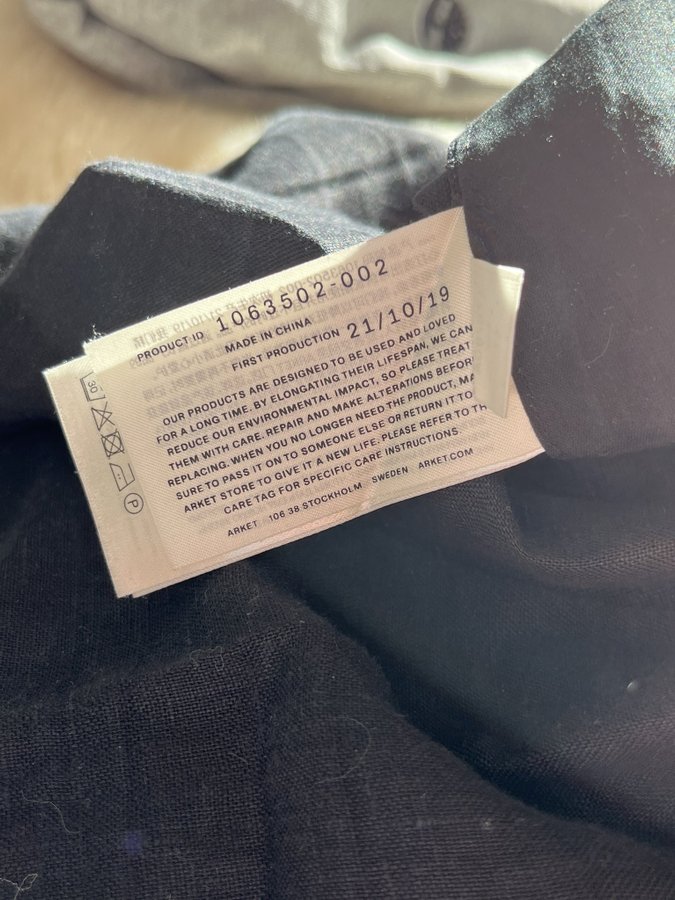 PRODUCT ID 1063502-002
MADE IN CHINA
FIRST PRODUCTION 21/10/19
OUR PRODUCTS ARE DESIGNED TO BE USED AND LOVED
FOR A LONG TIME. BY ELONGATING THEIR LIFESPAN, WE CAN
REDUCE OUR ENVIRONMENTAL IMPACT, SO PLEASE TREAT
THEM WITH CARE. REPAIR AND MAKE ALTERATIONS BEFOR
REPLACING. WHEN YOU NO LONGER NEED THE PRODUCT, MA
SURE TO PASS IT ON TO SOMEONE ELSE OR RETURN IT TO
ARKET STORE TO GIVE IT A NEW LIFE. PLEASE REFER TO TH
CARE TAG FOR SPECIFIC CARE INSTRUCTIONS.
ARKET 106 38 STOCKHOLM SWEDEN ARKET.COM
30
P